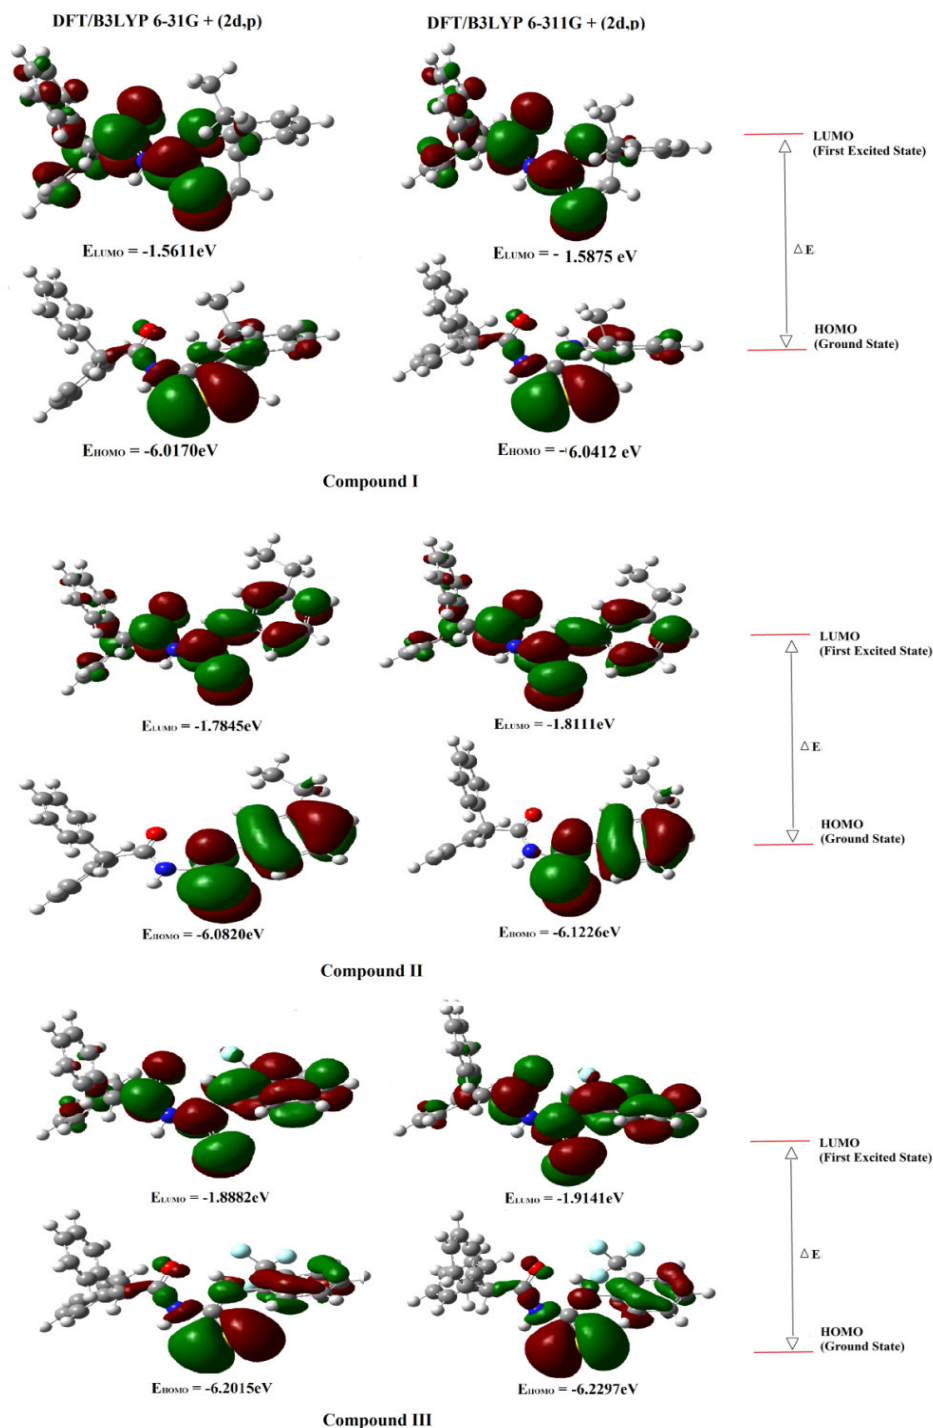 DFT/B3LYP 6-31G + (2d,p)
DFT/B3LYP 6-311G + (2d,p)
LUMO
(First Excited State)
ELUMO = -1.5611eV
ELUMO = - 1.5875 eV
Δ E
HOMO
(Ground State)
EHOMO = -6.0170eV
EHOMO = -6.0412 eV
Compound I
LUMO
(First Excited State)
ELUMO = -1.7845eV
ELUMO = -1.8111eV
Δ E
HOMO
(Ground State)
EHOMO = -6.0820eV
EHOMO = -6.1226eV
Compound II
LUMO
(First Excited State)
ELUMO = -1.8882eV
ELUMO = -1.9141eV
Δ E
HOMO
(Ground State)
EHOMO = -6.2015eV
EHOMO = -6.2297eV
Compound III